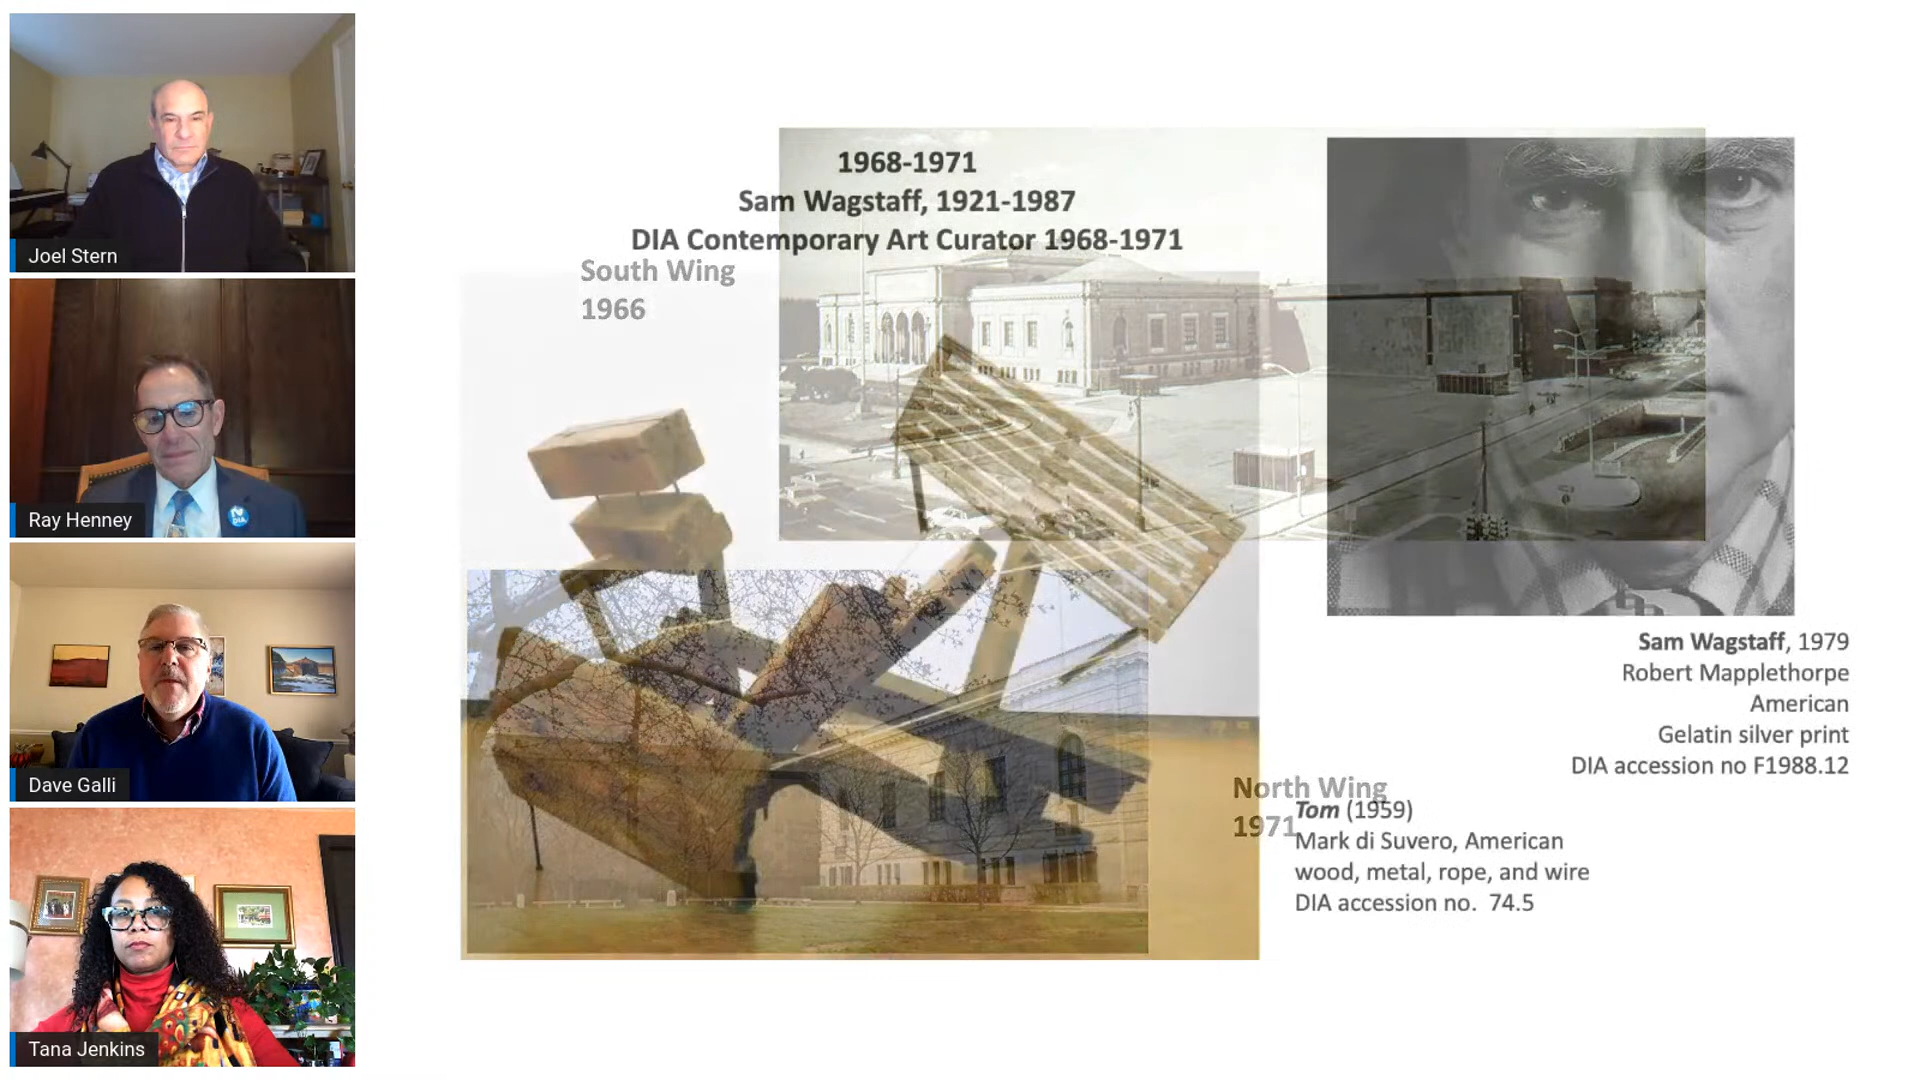 Joel Stern
Ray Henney
DIA
Dave Galli
Tana Jenkins
1968-1971
Sam Wagstaff, 1921-1987
DIA Contemporary Art Curator 1968-1971
South Wing
1966
Sam Wagstaff, 1979
Robert Mapplethorpe
American
Gelatin silver print
DIA accession no F1988.12
North Wing
1971
Tom (1959)
Mark di Suvero, American
wood, metal, rope, and wire
DIA accession no. 74.5